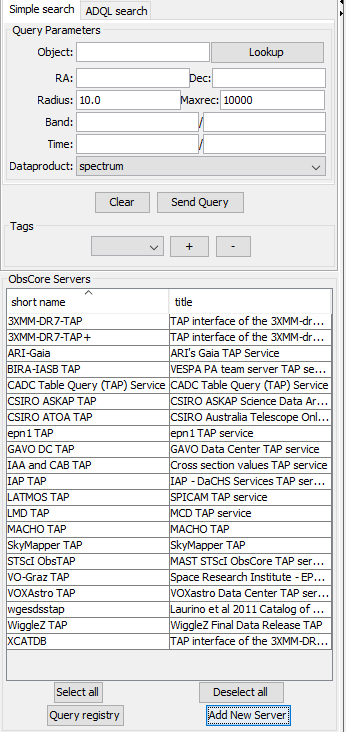 Simple search ADQL search
Query Parameters
Object: Lookup
RA: Dec:
Radius: 10.0 Maxrec: 10000
Band: /
Time: /
Dataproduct: spectrum
Clear Send Query
Tags
+ -
ObsCore Servers
short name title
3XMM-DR7-TAP TAP interface of the 3XMM-dr...
3XMM-DR7-TAP+ TAP interface of the 3XMM-dr...
ARI-Gaia ARI's Gaia TAP Service
BIRA-IASB TAP VESPA PA team server TAP se...
CADC Table Query (TAP) Service CADC Table Query (TAP) Service
CSIRO ASKAP TAP CSIRO ASKAP Science Data Ar...
CSIRO ATOA TAP CSIRO Australia Telescope Onl...
epn1 TAP epn1 TAP service
GAVO DC TAP GAVO Data Center TAP service
IAA and CAB TAP Cross section values TAP service
IAP TAP IAP - DaCHS Services TAP ser...
LATMOS TAP SPICAM TAP service
LMD TAP MCD TAP service
MACHO TAP MACHO TAP
SkyMapper TAP SkyMapper TAP
STScI ObsTAP MAST STScI ObsCore TAP ser...
VO-Graz TAP Space Research Institute - EP...
VOXAstro TAP VOXastro Data Center TAP ser...
wgesdsstap Laurino et al 2011 Catalog of ...
WiggleZ TAP WiggleZ Final Data Release TAP
XCATDB TAP interface of the 3XMM-DR...
Select all Deselect all
Query registry Add New Server